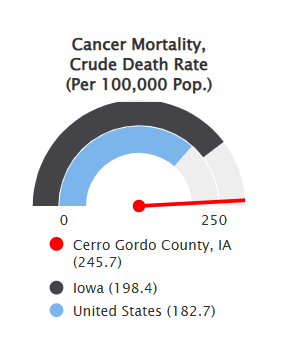 Cancer Mortality,
Crude Death Rate
(Per 100,000 Pop.)
0 250
Cerro Gordo County, IA
(245.7)
Iowa (198.4)
United States (182.7)